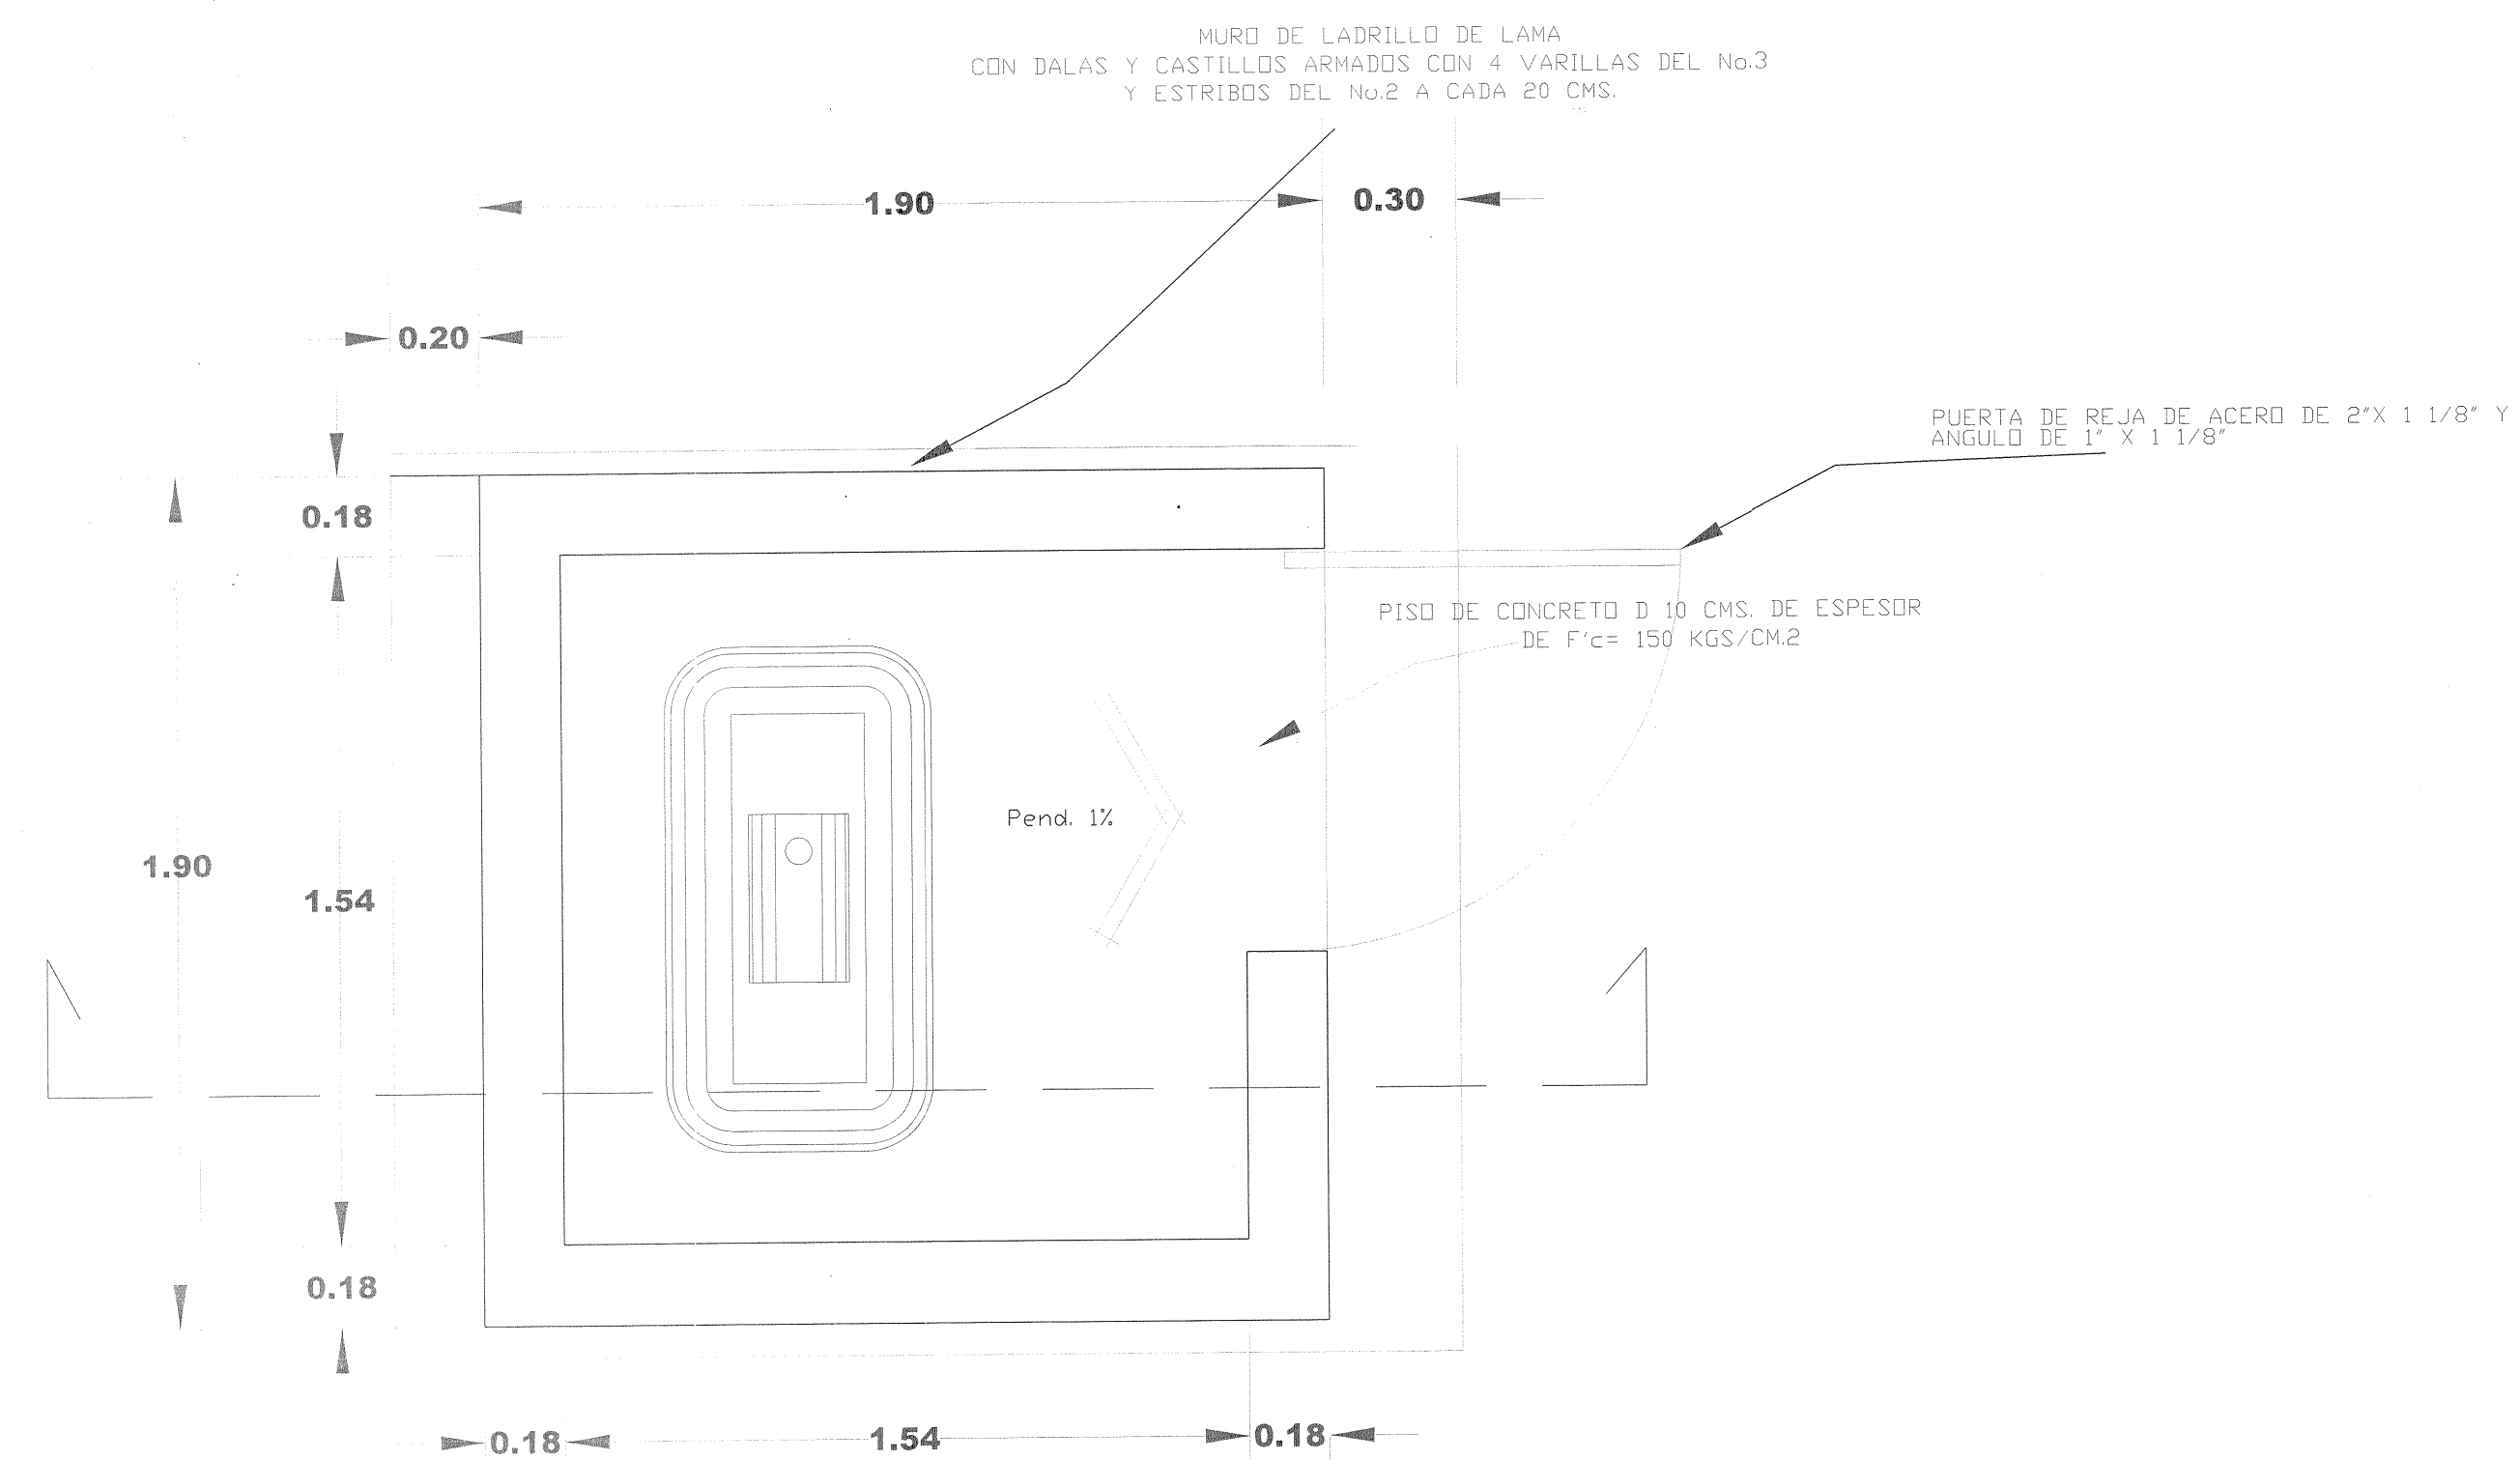 MURO DE LADRILLO DE LAMA
CON DALAS Y CASTILLOS ARMADOS CON 4 VARILLAS DEL No.3
Y ESTRIBOS DEL No.2 A CADA 20 CMS.
1.90
0.30
0.20
PUERTA DE REJA DE ACERO DE 2"X 1 1/8" Y
ANGULO DE 1" X 1 1/8"
0.18
PISO DE CONCRETO D 10 CMS. DE ESPESOR
DE F'c= 150 KGS/CM.2
Pend. 1%
1.90
1.54
0.18
0.18
1.54
0.18